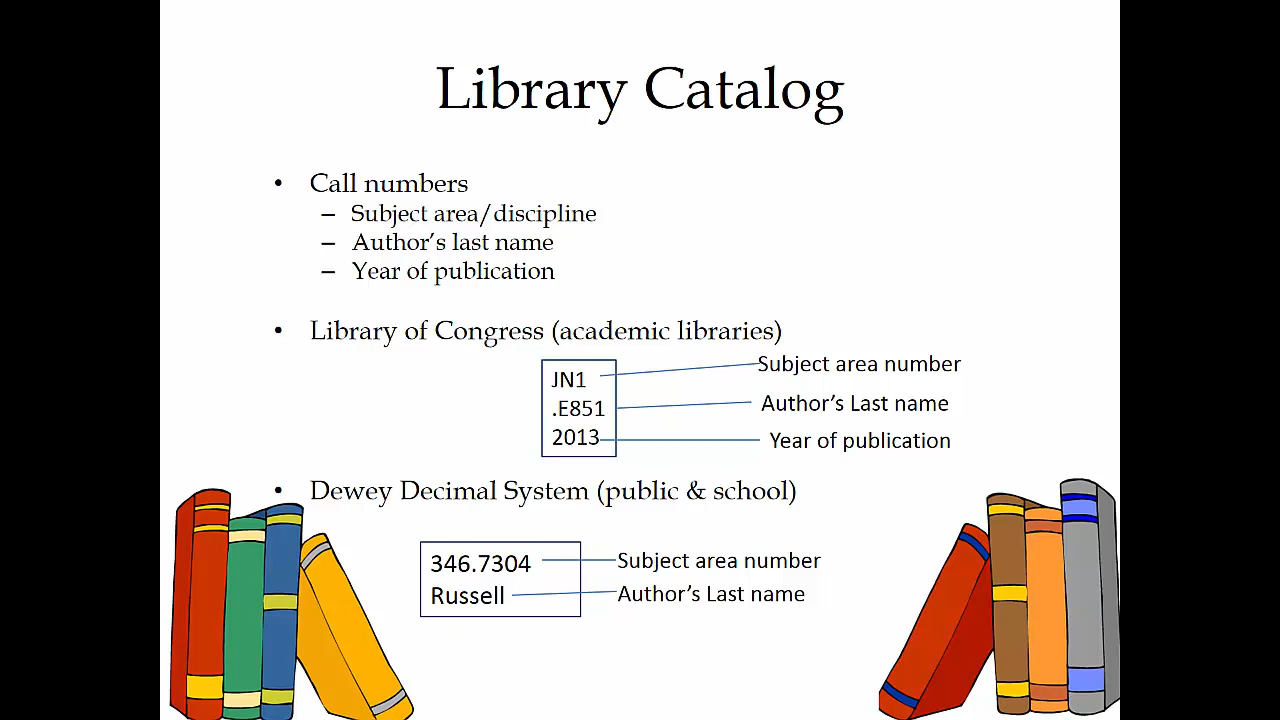 Library Catalog
• Call numbers
– Subject area/discipline
– Author's last name
– Year of publication
• Library of Congress (academic libraries)
JN1 Subject area number
.E851 Author's Last name
2013 Year of publication
• Dewey Decimal System (public & school)
346.7304 Subject area number
Russell Author's Last name